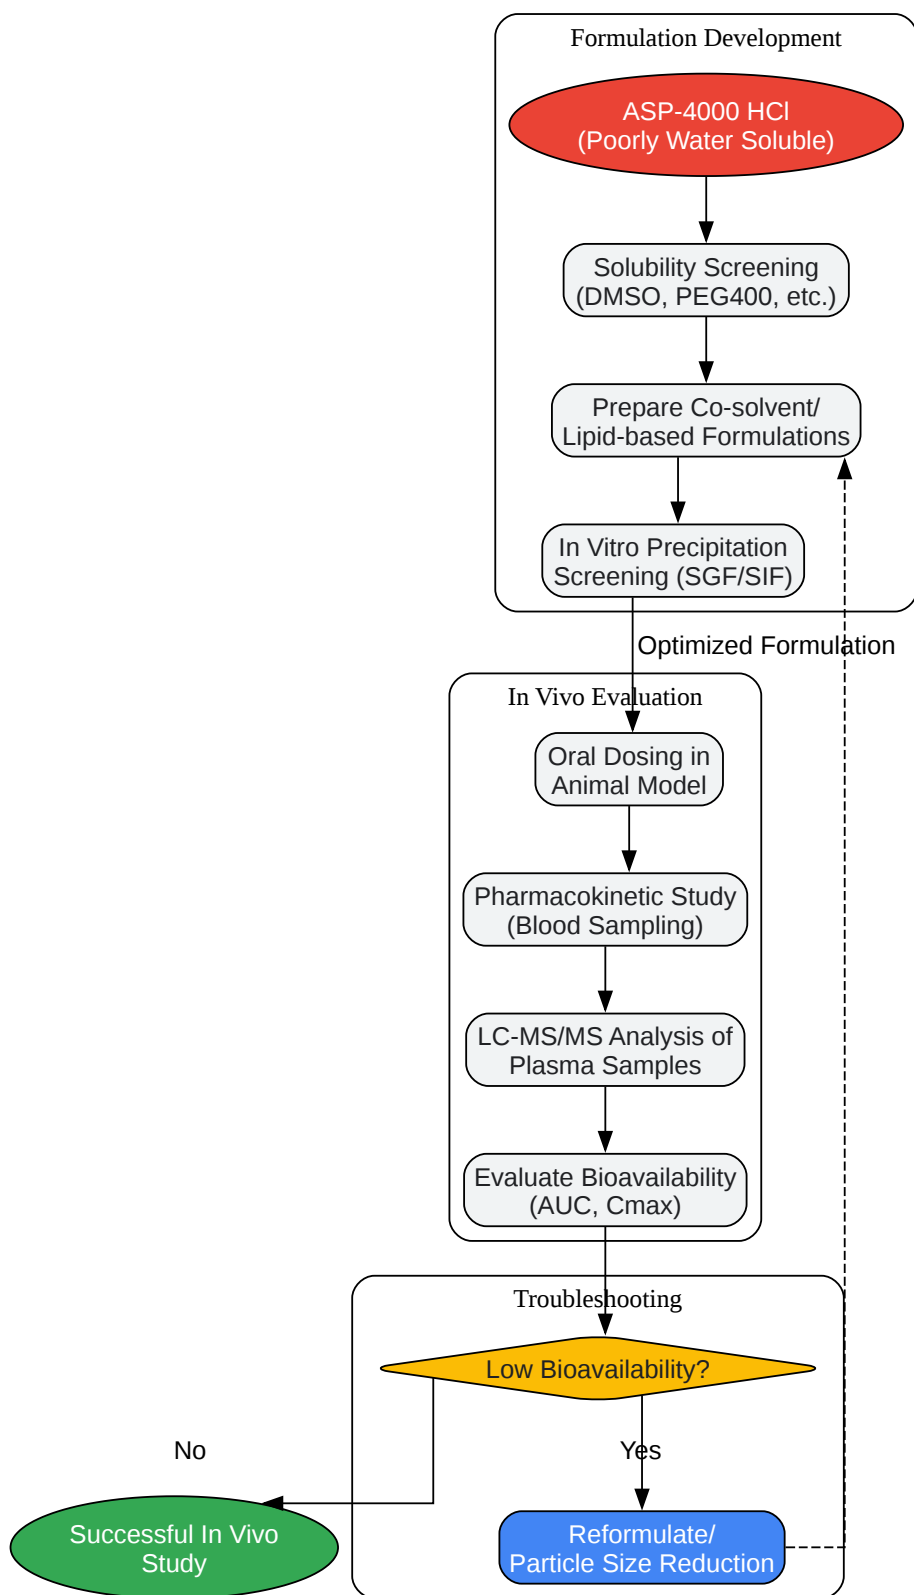 Formulation Development
ASP-4000 HCl
(Poorly Water Soluble)
Solubility Screening
(DMSO, PEG400, etc.)
Prepare Co-solvent/
Lipid-based Formulations
In Vitro Precipitation
Screening (SGF/SIF)
Optimized Formulation
In Vivo Evaluation
Oral Dosing in
Animal Model
Pharmacokinetic Study
(Blood Sampling)
LC-MS/MS Analysis of
Plasma Samples
Evaluate Bioavailability
(AUC, Cmax)
Troubleshooting
Low Bioavailability?
No
Yes
Successful In Vivo
Study
Reformulate/
Particle Size Reduction